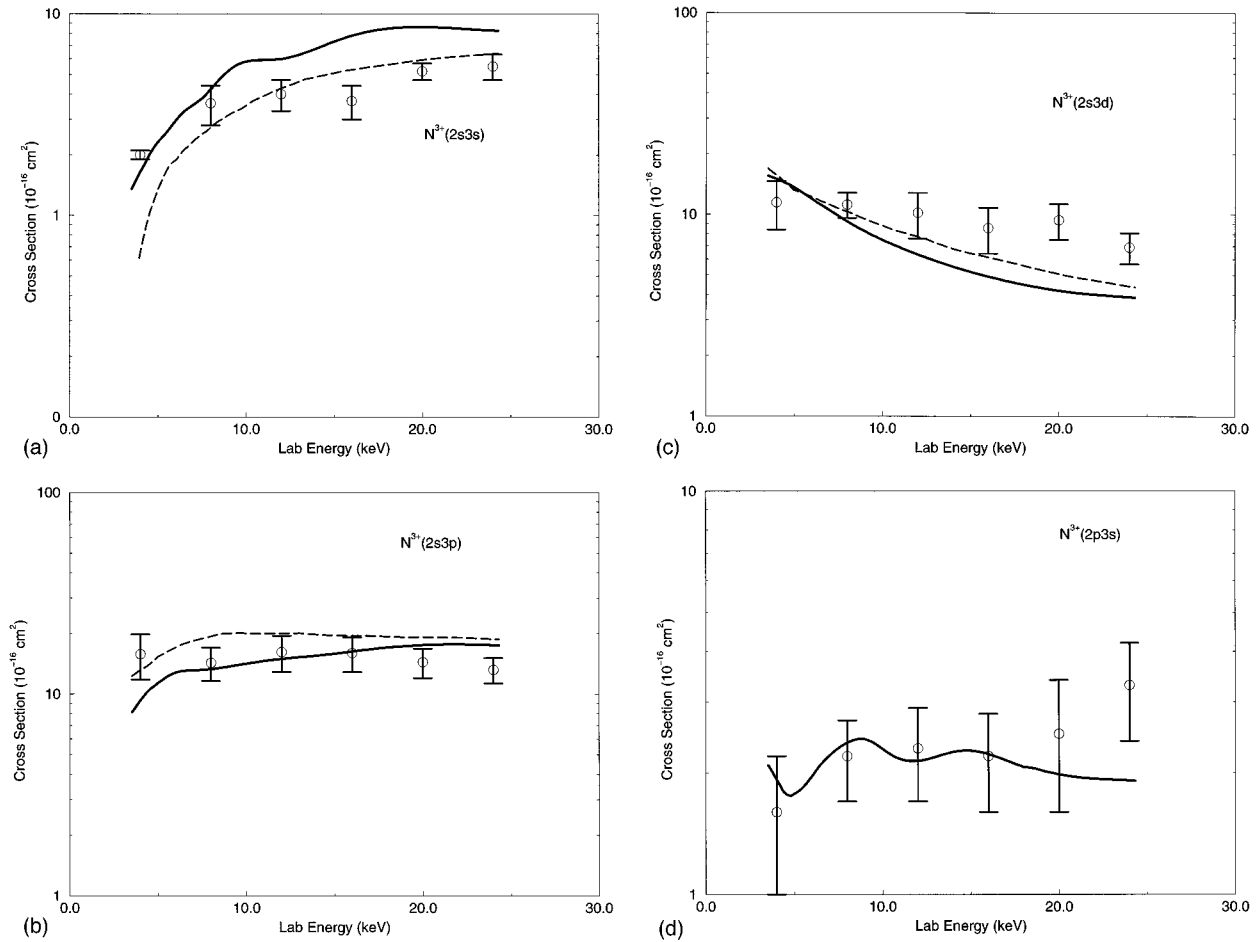 10
1
0
Cross Section (10⁻¹⁶ cm²)
N³⁺(2s3s)
0.0 10.0 20.0 30.0
Lab Energy (keV)
(a)
100
10
1
Cross Section (10⁻¹⁶ cm²)
N³⁺(2s3d)
0.0 10.0 20.0 30.0
Lab Energy (keV)
(c)
100
10
1
Cross Section (10⁻¹⁶ cm²)
N³⁺(2s3p)
0.0 10.0 20.0 30.0
Lab Energy (keV)
(b)
10
1
Cross Section (10⁻¹⁶ cm²)
N³⁺(2p3s)
0.0 10.0 20.0 30.0
Lab Energy (keV)
(d)